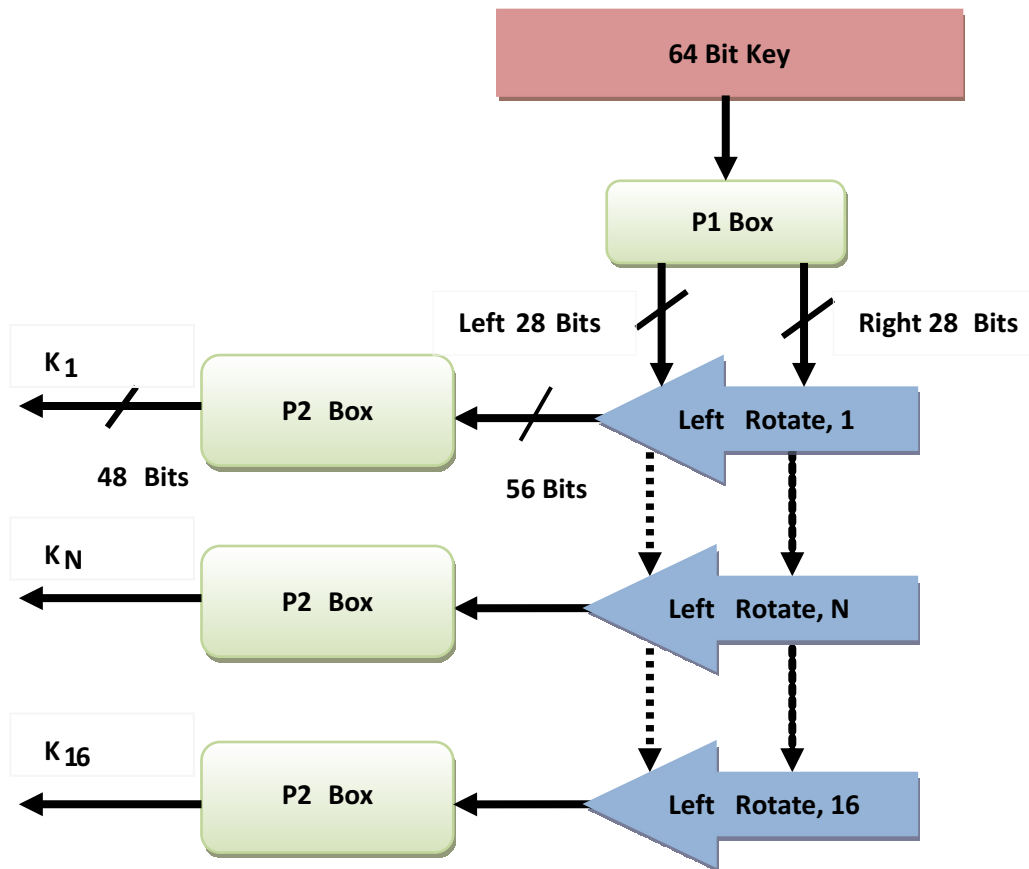 64 Bit Key
P1 Box
Left 28 Bits
Right 28 Bits
K1
P2 Box
Left Rotate, 1
48 Bits
56 Bits
KN
P2 Box
Left Rotate, N
K16
P2 Box
Left Rotate, 16